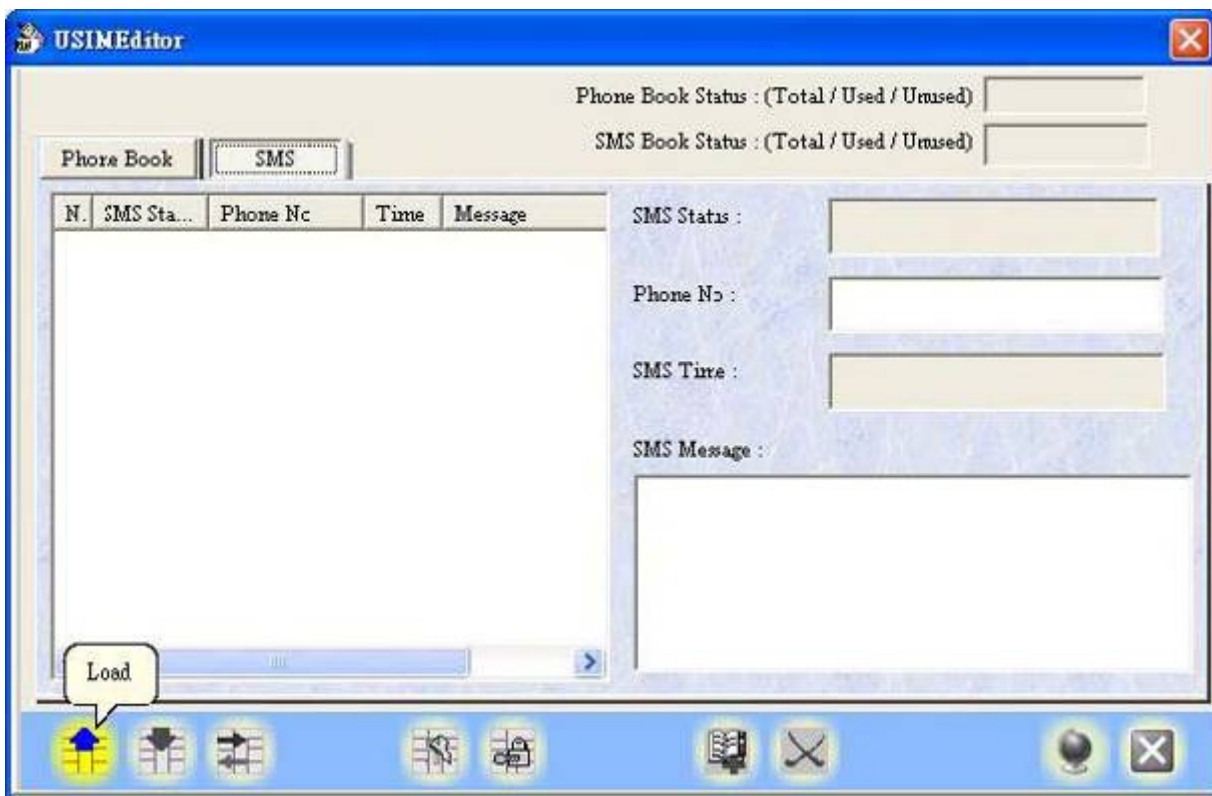 USIMEditor
Phone Book Status : (Total / Used / Unused)
SMS Book Status : (Total / Used / Unused)
Phone Book
SMS
N. SMS Sta... Phone No Time Message
SMS Status :
Phone No :
SMS Time :
SMS Message :
Load